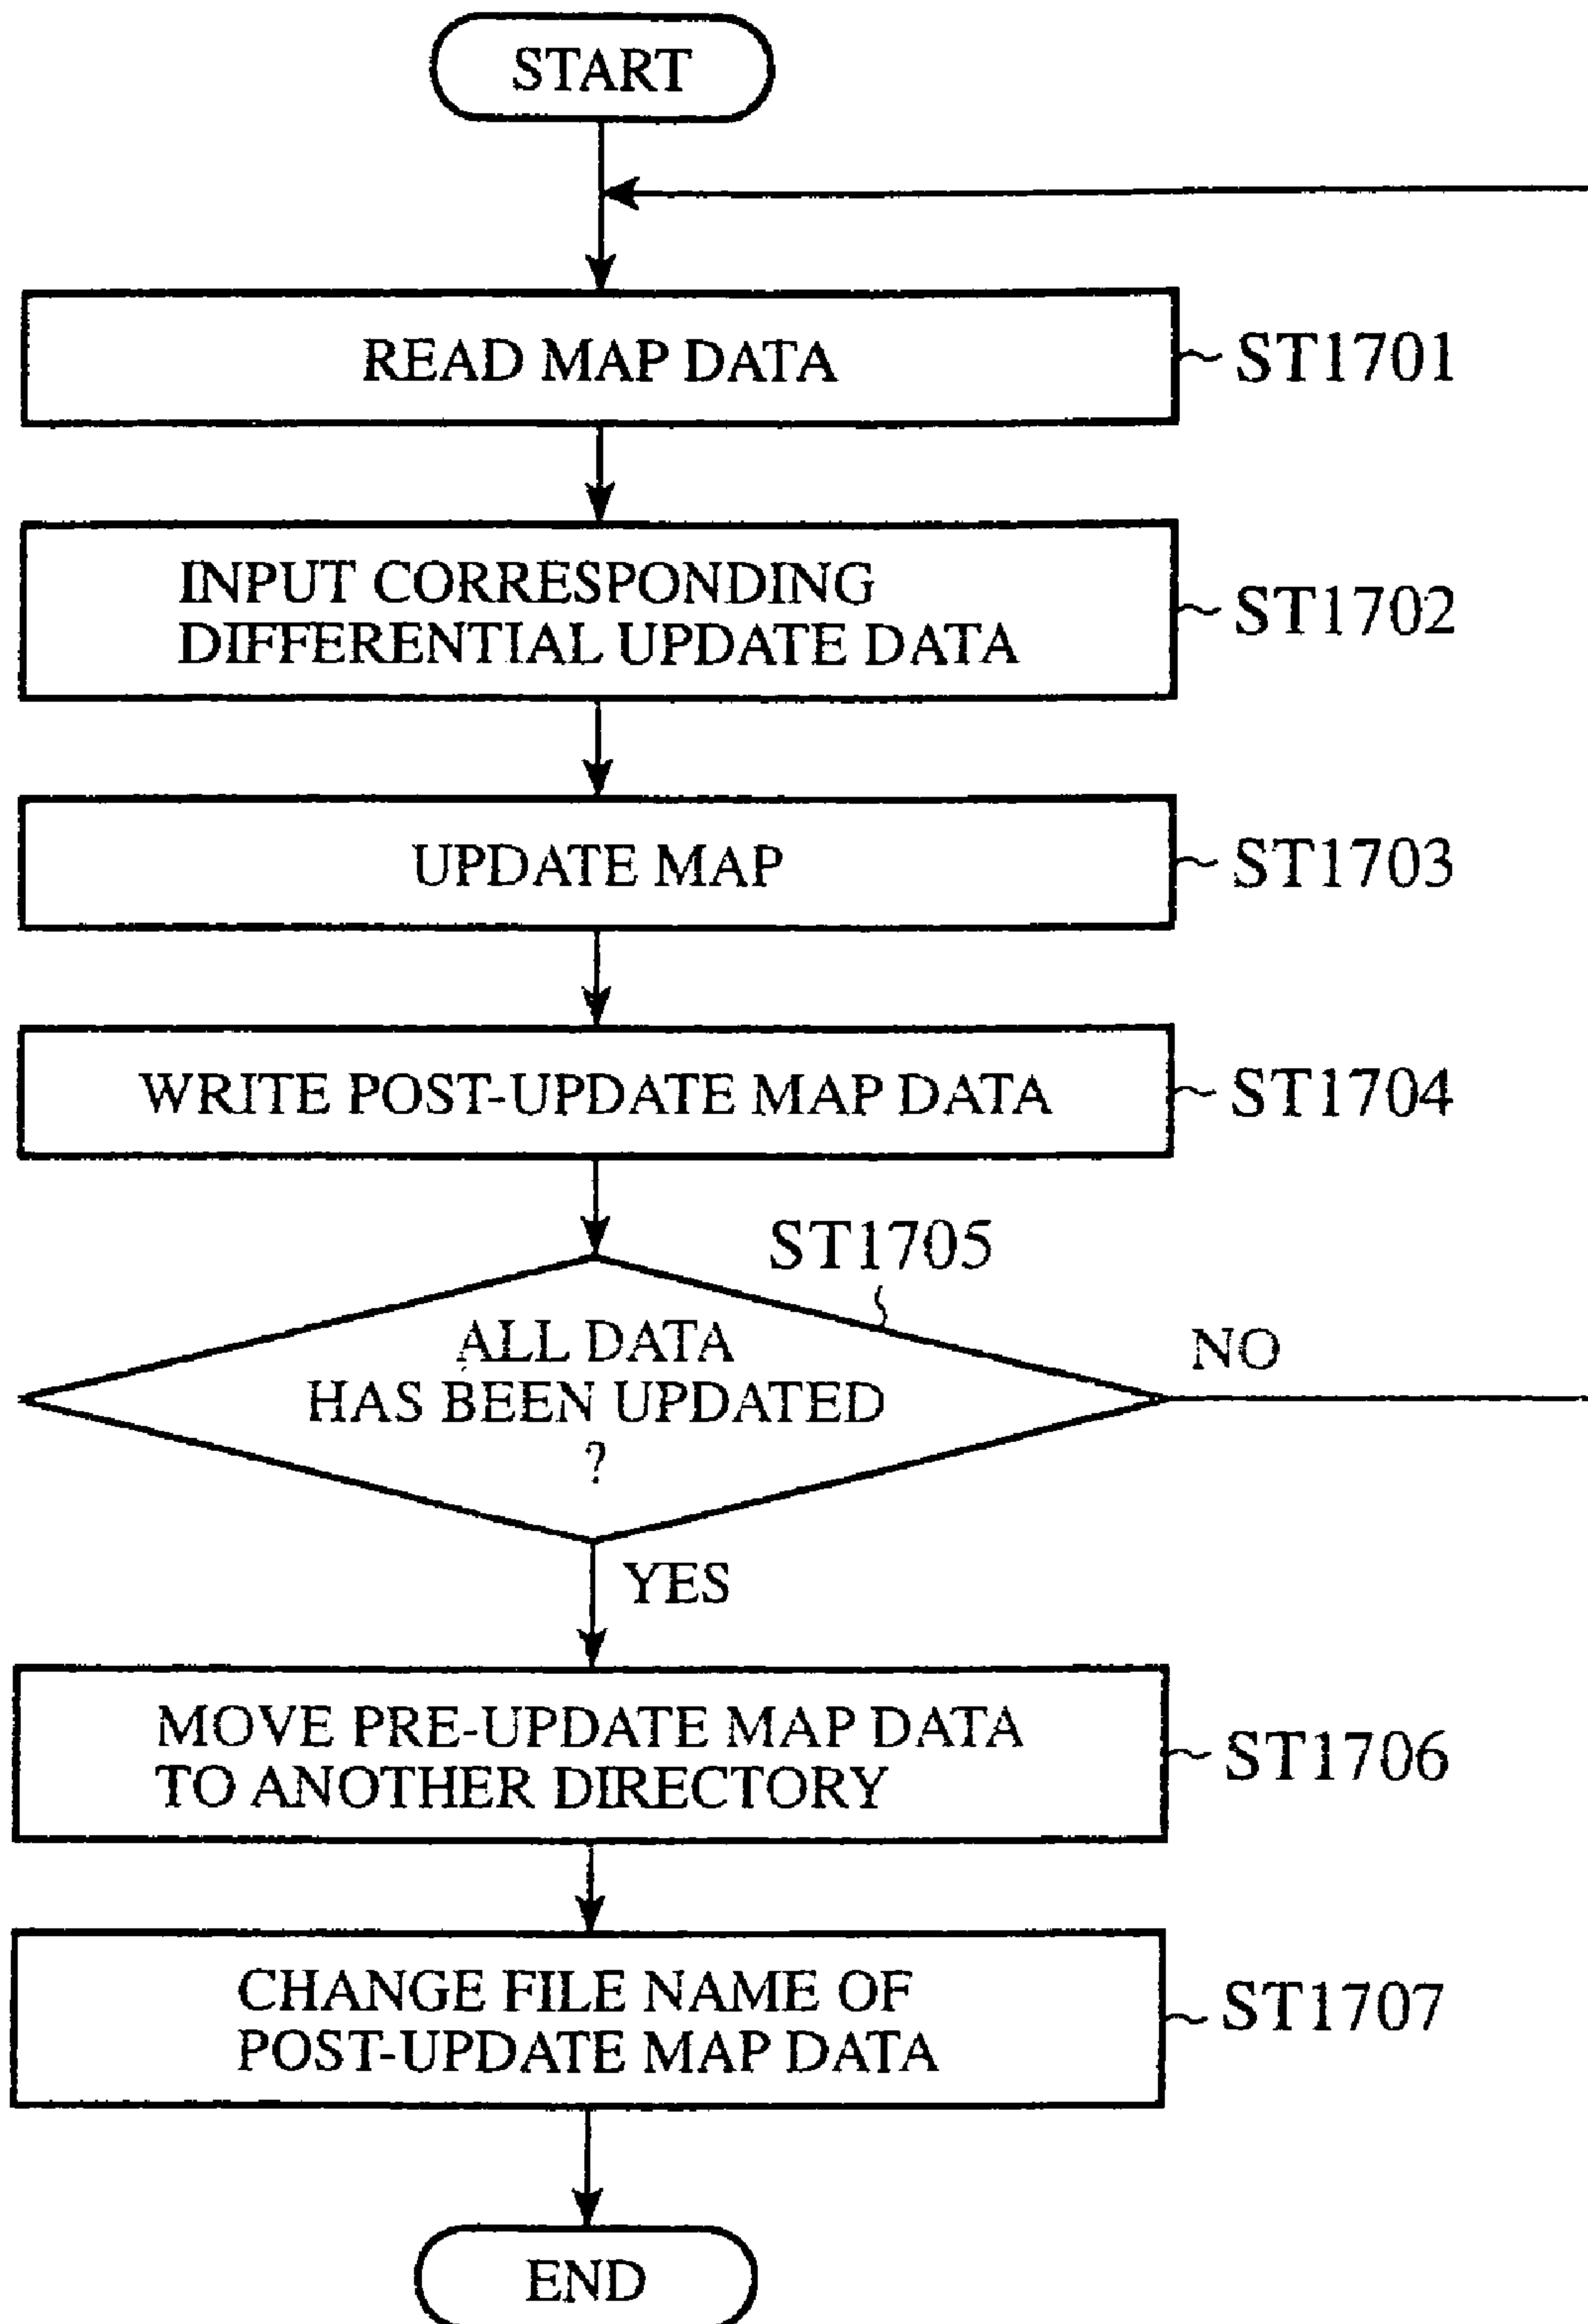 START
READ MAP DATA
ST1701
INPUT CORRESPONDING
DIFFERENTIAL UPDATE DATA
ST1702
UPDATE MAP
ST1703
WRITE POST-UPDATE MAP DATA
ST1704
ST1705
ALL DATA
HAS BEEN UPDATED
?
NO
YES
MOVE PRE-UPDATE MAP DATA
TO ANOTHER DIRECTORY
ST1706
CHANGE FILE NAME OF
POST-UPDATE MAP DATA
ST1707
END